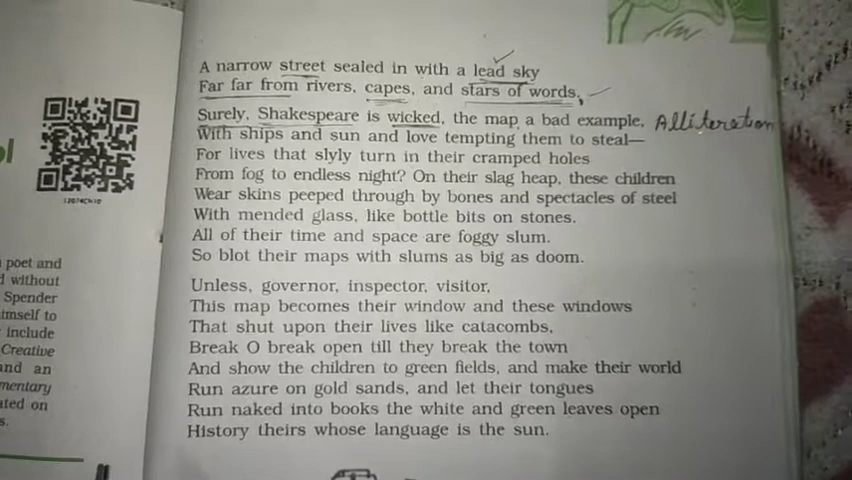 A narrow street sealed in with a lead sky
Far far from rivers, capes, and stars of words.
Surely, Shakespeare is wicked, the map a bad example, Alliteration
With ships and sun and love tempting them to steal—
For lives that slyly turn in their cramped holes
From fog to endless night? On their slag heap, these children
Wear skins peeped through by bones and spectacles of steel
With mended glass, like bottle bits on stones.
All of their time and space are foggy slum.
So blot their maps with slums as big as doom.
Unless, governor, inspector, visitor,
This map becomes their window and these windows
That shut upon their lives like catacombs,
Break O break open till they break the town
And show the children to green fields, and make their world
Run azure on gold sands, and let their tongues
Run naked into books the white and green leaves open
History theirs whose language is the sun.
poet and
without
Spender
himself to
include
Creative
and an
mentary
ated on
s.